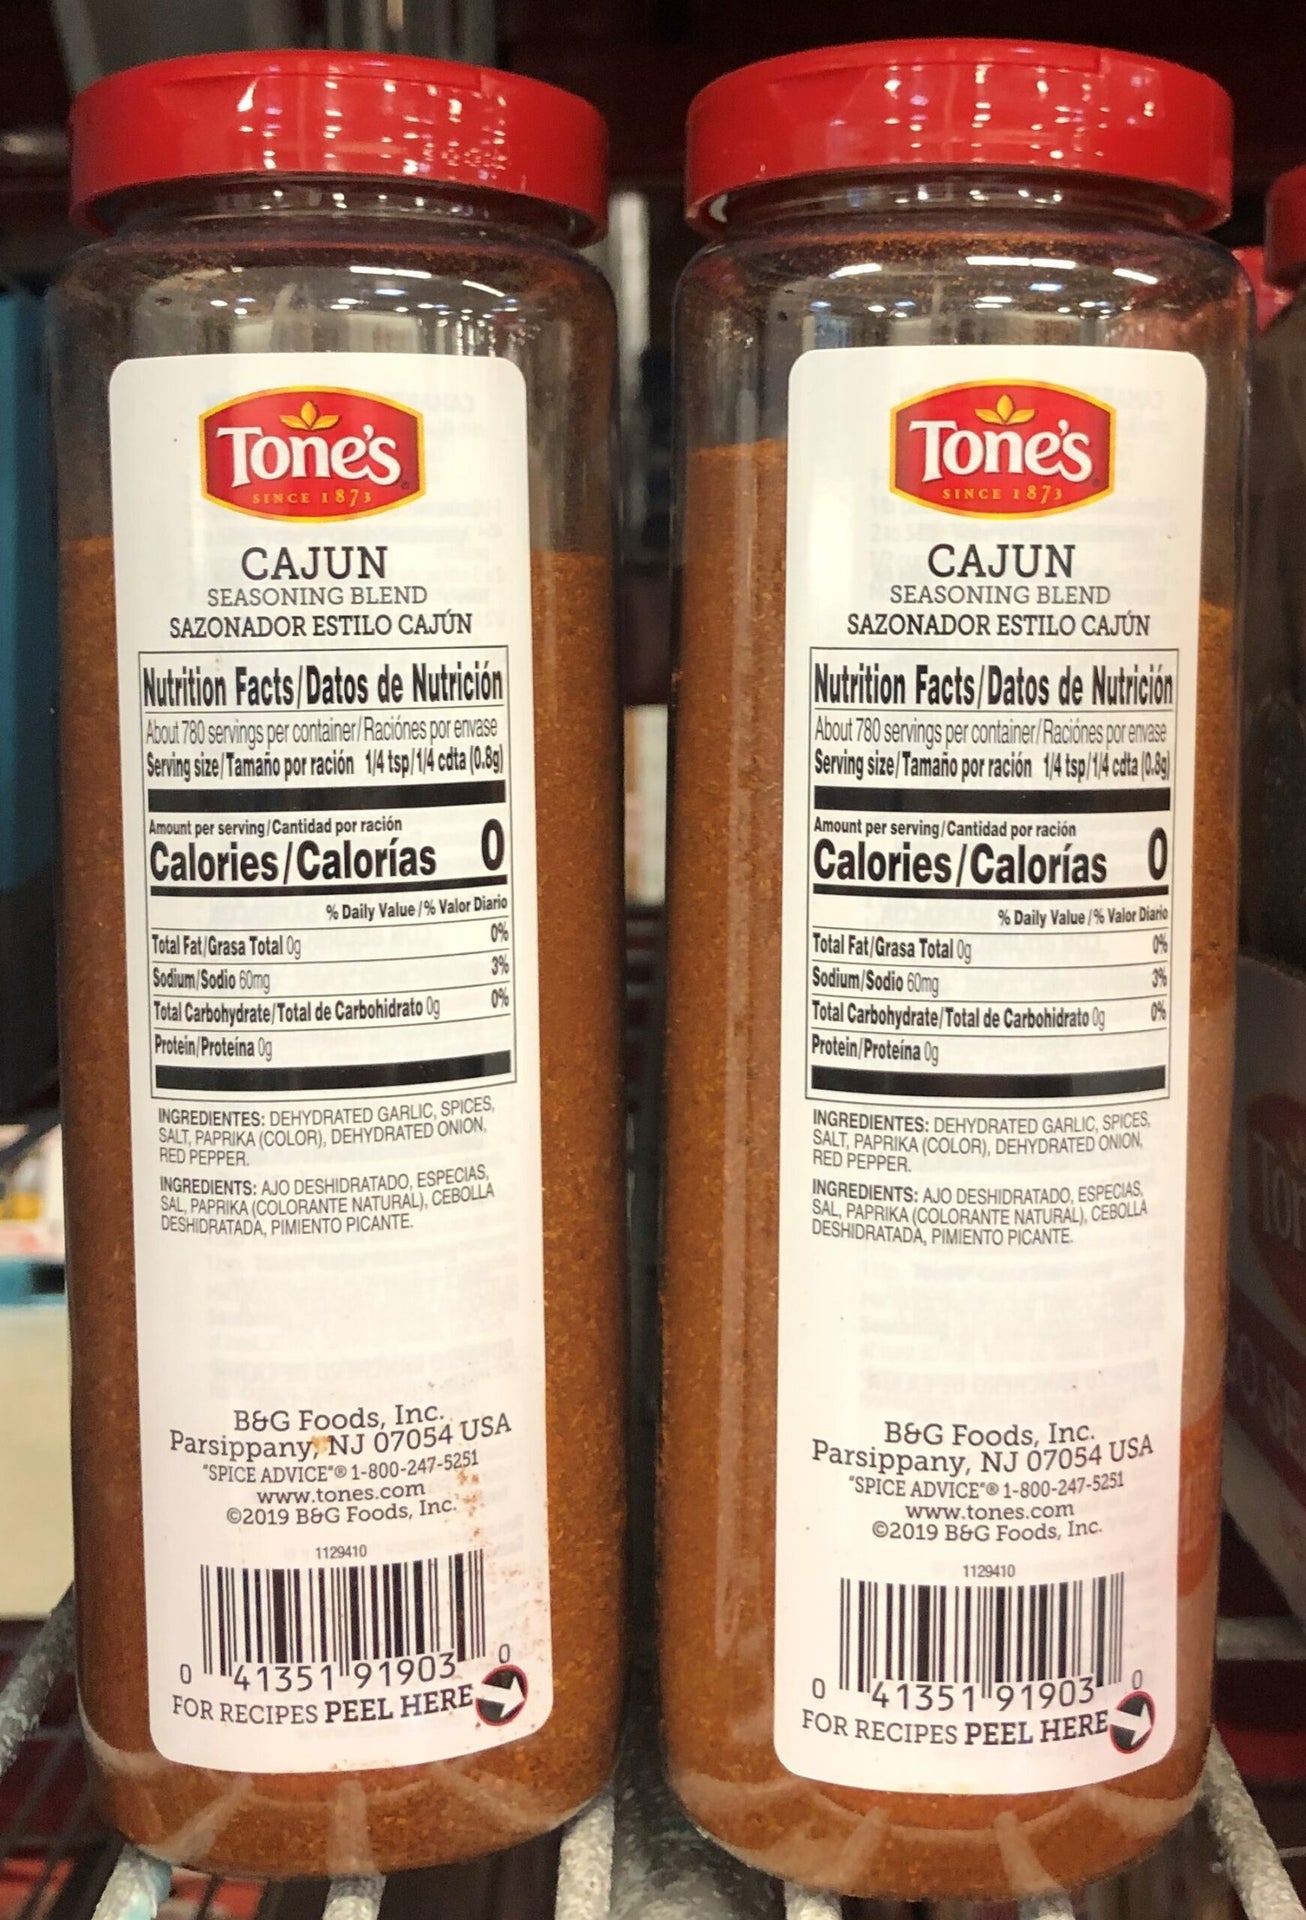 Tone's
SINCE 1873
CAJUN
SEASONING BLEND
SAZONADOR ESTILO CAJÚN
Nutrition Facts/Datos de Nutrición
About 780 servings per container/Raciónes por envase
Serving size/Tamaño por ración 1/4 tsp/1/4 cdta (0.8g)
Amount per serving/Cantidad por ración
Calories/Calorías 0
% Daily Value/% Valor Diario
Total Fat/Grasa Total 0g 0%
Sodium/Sodio 60mg 3%
Total Carbohydrate/Total de Carbohidrato 0g 0%
Protein/Proteína 0g
INGREDIENTES: DEHYDRATED GARLIC, SPICES,
SALT, PAPRIKA (COLOR), DEHYDRATED ONION,
RED PEPPER.
INGREDIENTS: AJO DESHIDRATADO, ESPECIAS,
SAL, PAPRIKA (COLORANTE NATURAL), CEBOLLA
DESHIDRATADA, PIMIENTO PICANTE.
B&G Foods, Inc.
Parsippany, NJ 07054 USA
"SPICE ADVICE"® 1-800-247-5251
www.tones.com
©2019 B&G Foods, Inc.
1129410
0 41351 91903 0
FOR RECIPES PEEL HERE
Tone's
SINCE 1873
CAJUN
SEASONING BLEND
SAZONADOR ESTILO CAJÚN
Nutrition Facts/Datos de Nutrición
About 780 servings per container/Raciónes por envase
Serving size/Tamaño por ración 1/4 tsp/1/4 cdta (0.8g)
Amount per serving/Cantidad por ración
Calories/Calorías 0
% Daily Value/% Valor Diario
Total Fat/Grasa Total 0g 0%
Sodium/Sodio 60mg 3%
Total Carbohydrate/Total de Carbohidrato 0g 0%
Protein/Proteína 0g
INGREDIENTES: DEHYDRATED GARLIC, SPICES,
SALT, PAPRIKA (COLOR), DEHYDRATED ONION,
RED PEPPER.
INGREDIENTS: AJO DESHIDRATADO, ESPECIAS,
SAL, PAPRIKA (COLORANTE NATURAL), CEBOLLA
DESHIDRATADA, PIMIENTO PICANTE.
B&G Foods, Inc.
Parsippany, NJ 07054 USA
"SPICE ADVICE"® 1-800-247-5251
www.tones.com
©2019 B&G Foods, Inc.
1129410
0 41351 91903 0
FOR RECIPES PEEL HERE